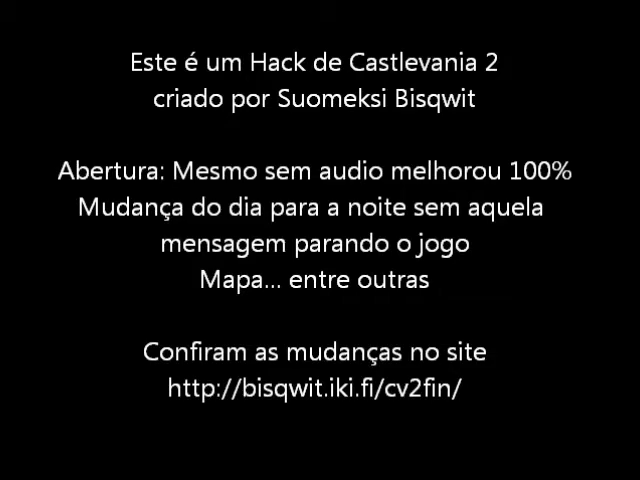 Este é um Hack de Castlevania 2
criado por Suomeksi Bisqwit
Abertura: Mesmo sem audio melhorou 100%
Mudança do dia para a noite sem aquela
mensagem parando o jogo
Mapa... entre outras
Confiram as mudanças no site
http://bisqwit.iki.fi/cv2fin/